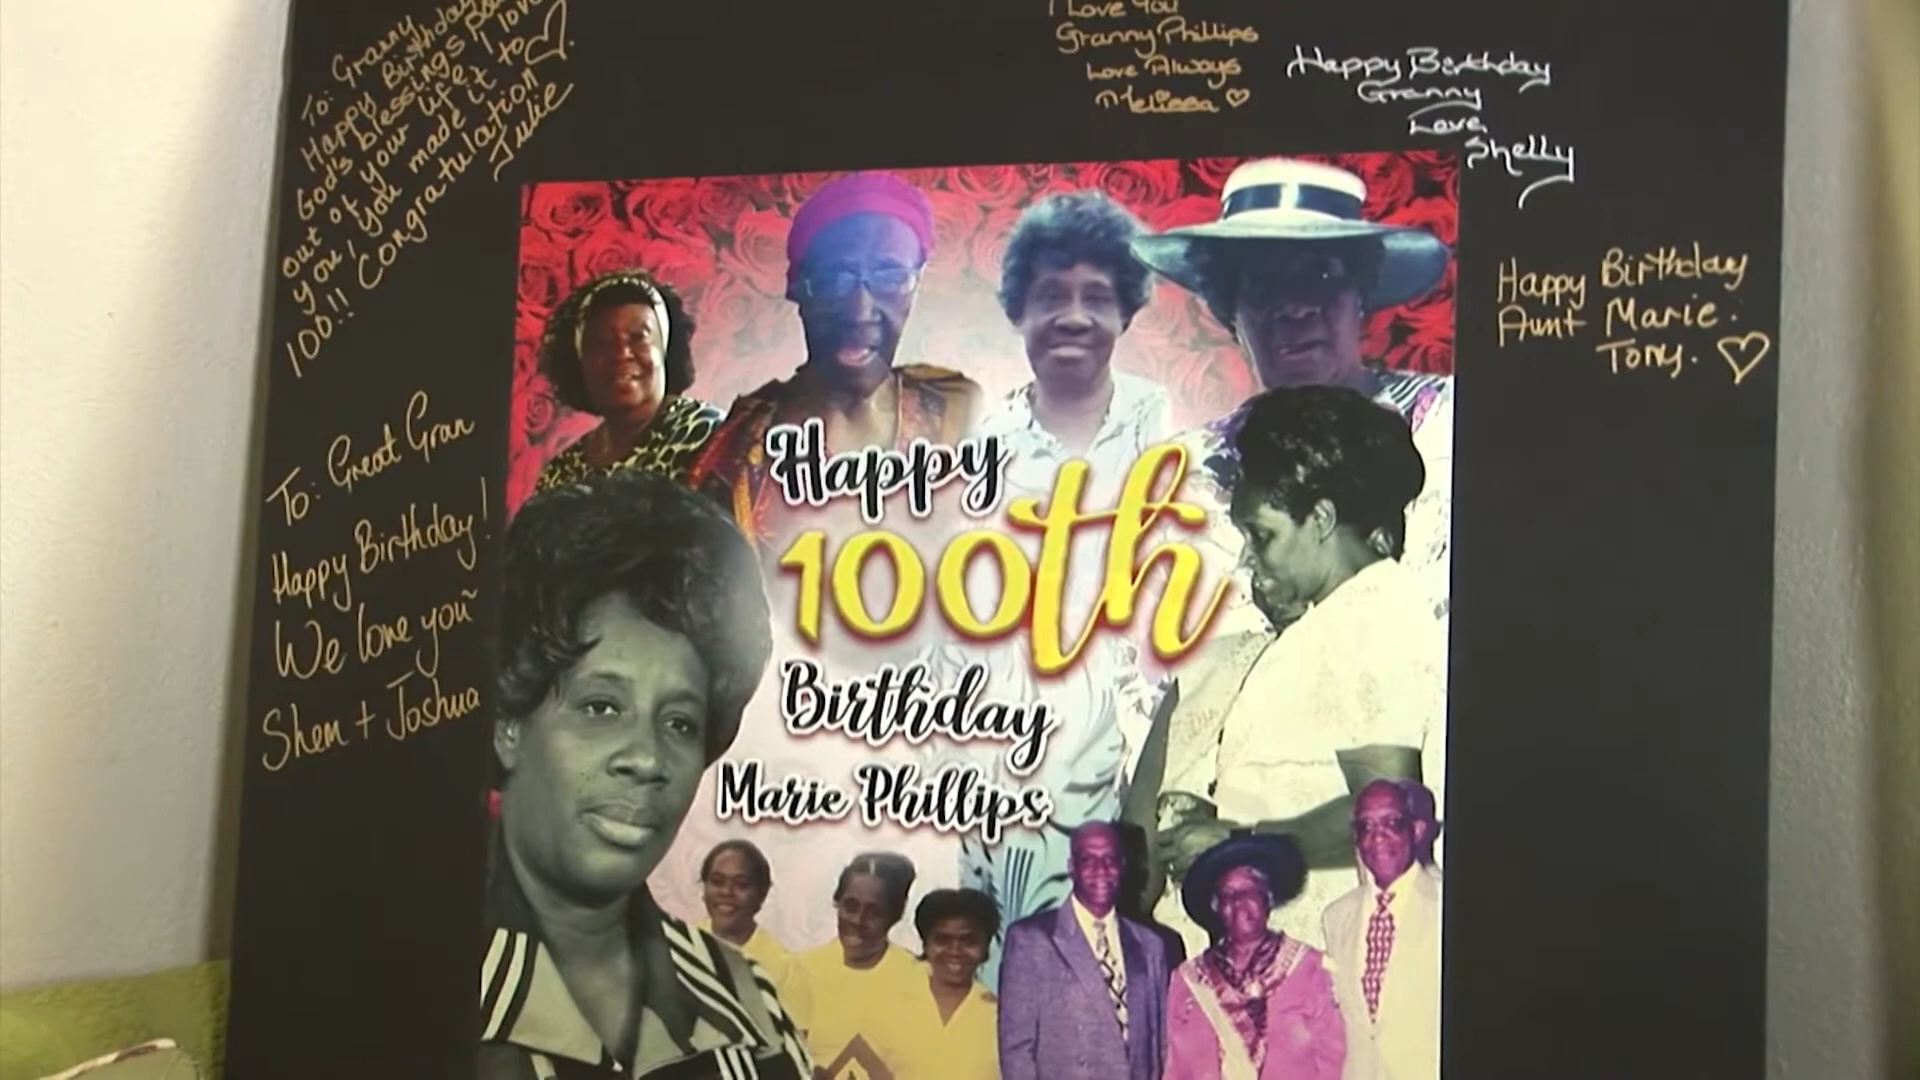 To: Granny
Happy Birthday
God's blessings
out of your life I love
you! you made it to
100!! Congratulation
Julie
I Love You
Granny Phillips
Love Always
Melissa
Happy Birthday
Granny
Love
Shelly
Happy Birthday
Aunt Marie.
Tony.
To: Great Gran
Happy Birthday!
We love you
Shem + Joshua
Happy
100th
Birthday
Marie Phillips